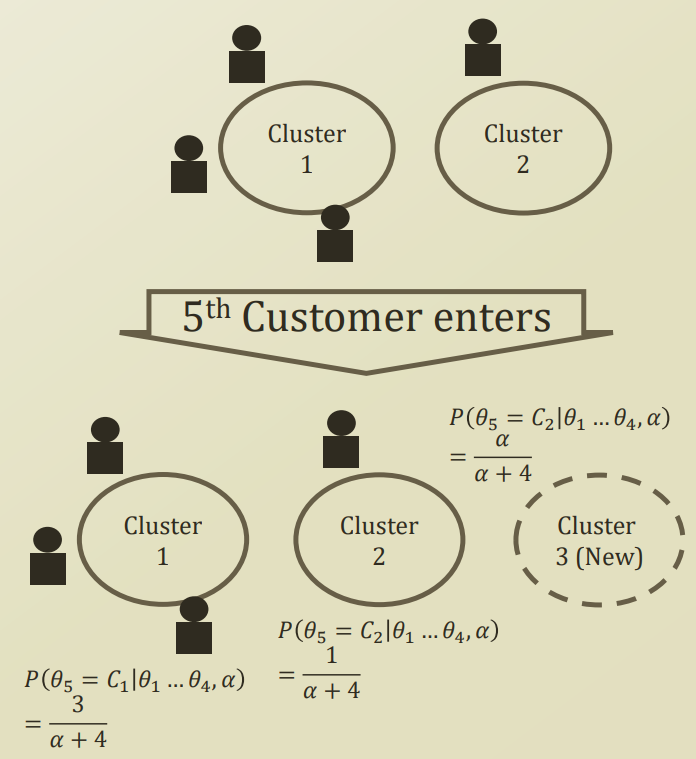 Cluster
1
Cluster
2
5th Customer enters
P(θ₅ = C₂|θ₁ … θ₄, α)
= α / (α + 4)
Cluster
1
Cluster
2
Cluster
3 (New)
P(θ₅ = C₂|θ₁ … θ₄, α)
= 1 / (α + 4)
P(θ₅ = C₁|θ₁ … θ₄, α)
= 3 / (α + 4)